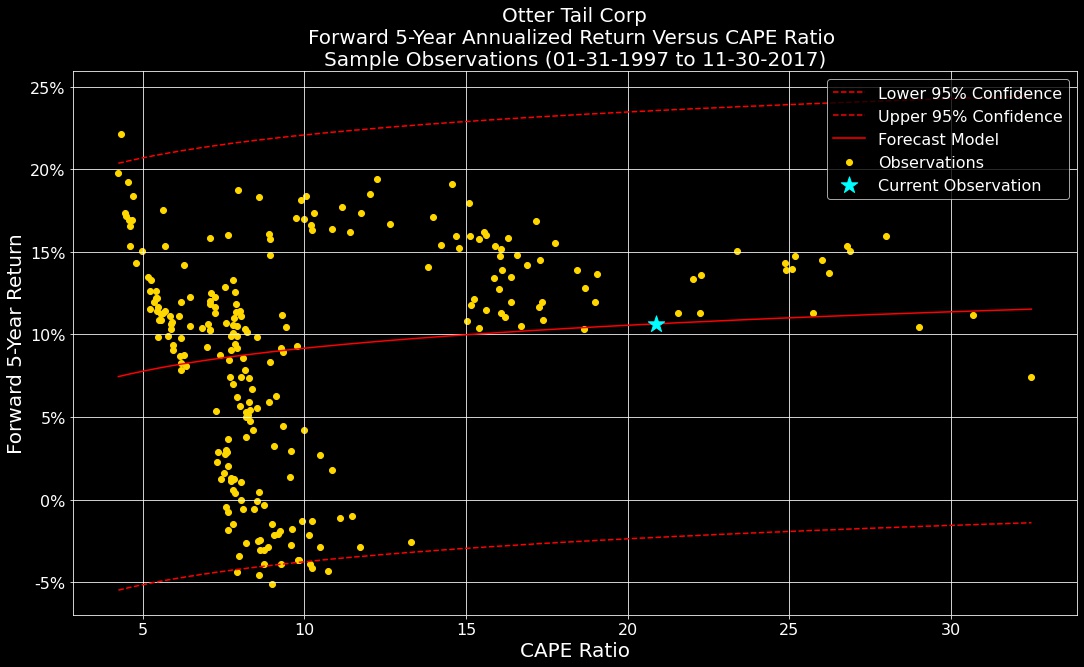 Otter Tail Corp
Forward 5-Year Annualized Return Versus CAPE Ratio
Sample Observations (01-31-1997 to 11-30-2017)
Lower 95% Confidence
Upper 95% Confidence
Forecast Model
Observations
Current Observation
Forward 5-Year Return
25%
20%
15%
10%
5%
0%
-5%
5 10 15 20 25 30
CAPE Ratio